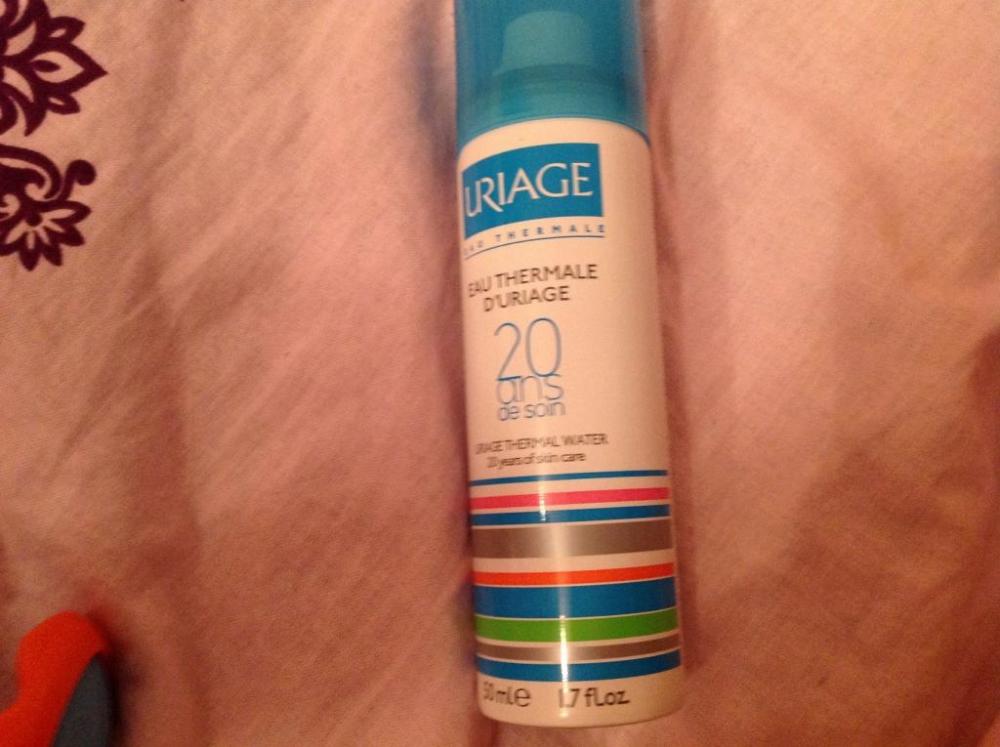 URIAGE
EAU THERMALE
EAU THERMALE
D'URIAGE
20
ans
de soin
URIAGE THERMAL WATER
20 years of skin care
50 ml e 1.7 fl.oz.